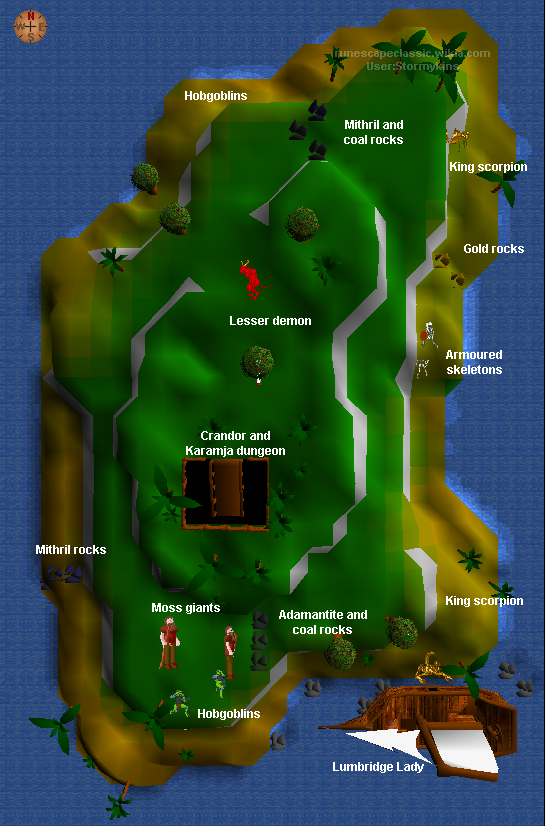 N
W E
S
runescapeclassic.wikia.com
User:Stormykins
Hobgoblins
Mithril and
coal rocks
King scorpion
Gold rocks
Lesser demon
Armoured
skeletons
Crandor and
Karamja dungeon
Mithril rocks
King scorpion
Moss giants
Adamantite and
coal rocks
Hobgoblins
Lumbridge Lady